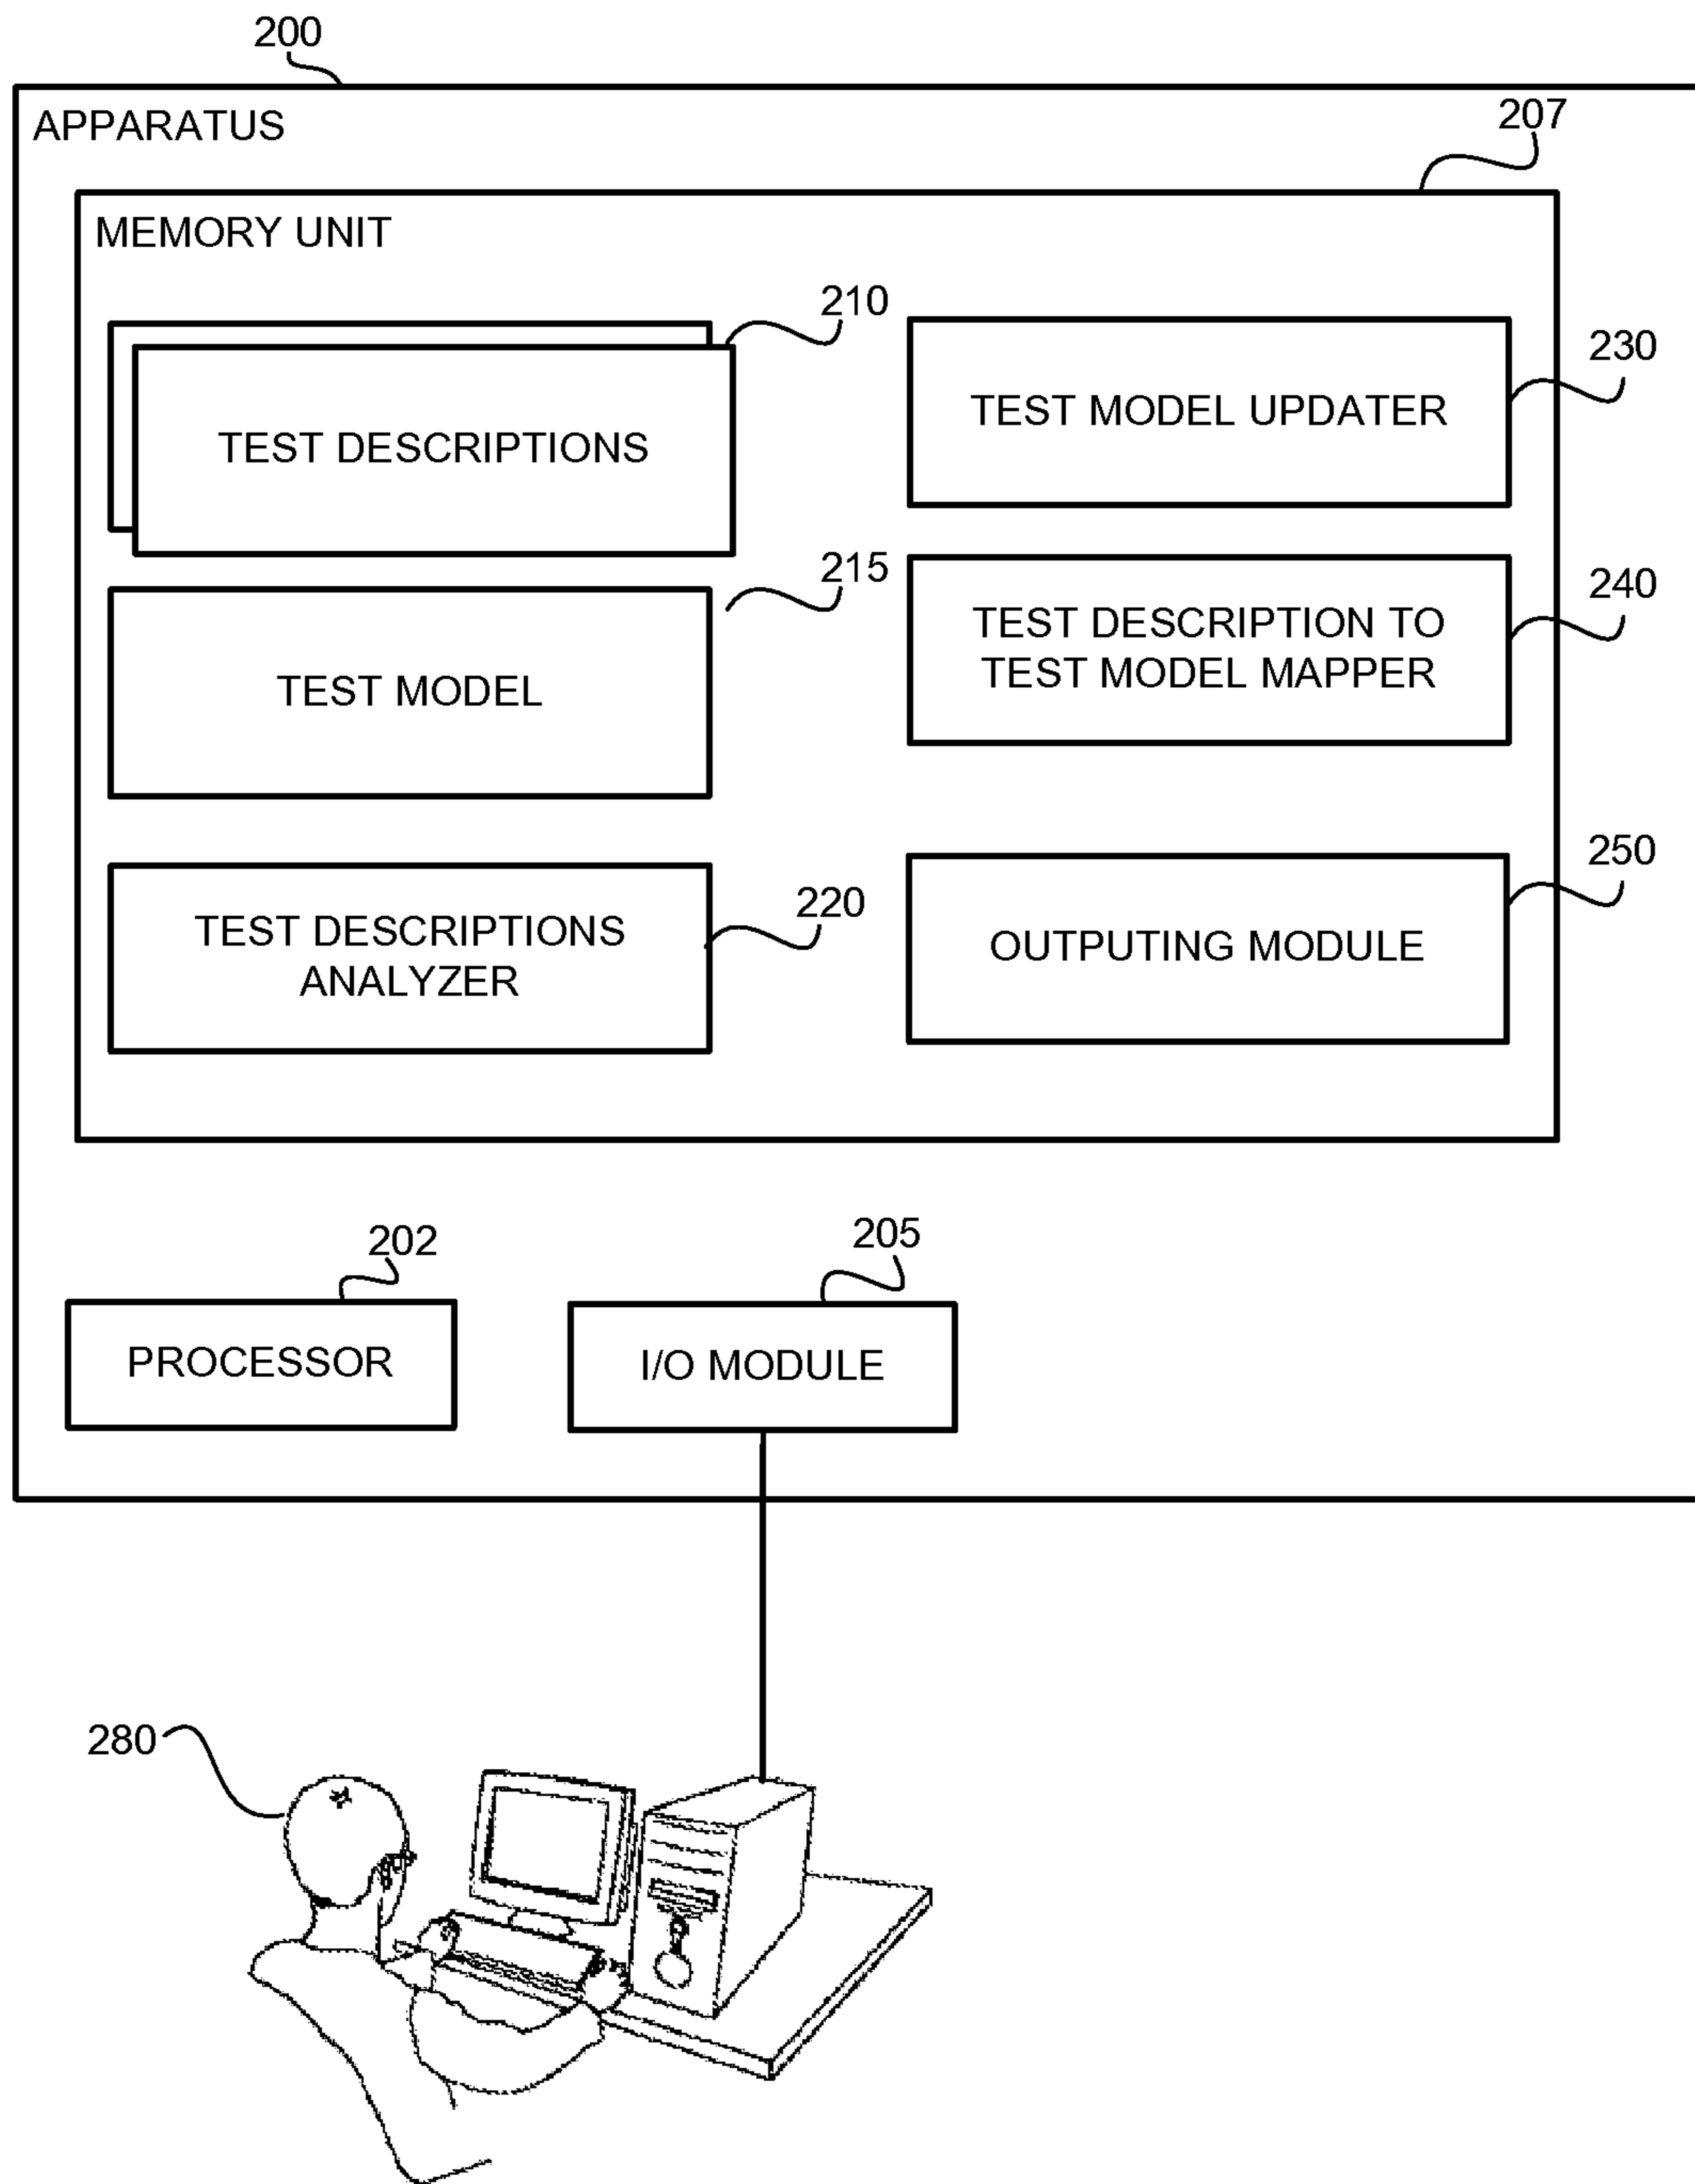 200
APPARATUS
207
MEMORY UNIT
210
TEST DESCRIPTIONS
230
TEST MODEL UPDATER
215
TEST MODEL
240
TEST DESCRIPTION TO
TEST MODEL MAPPER
220
TEST DESCRIPTIONS
ANALYZER
250
OUTPUTING MODULE
202
PROCESSOR
205
I/O MODULE
280